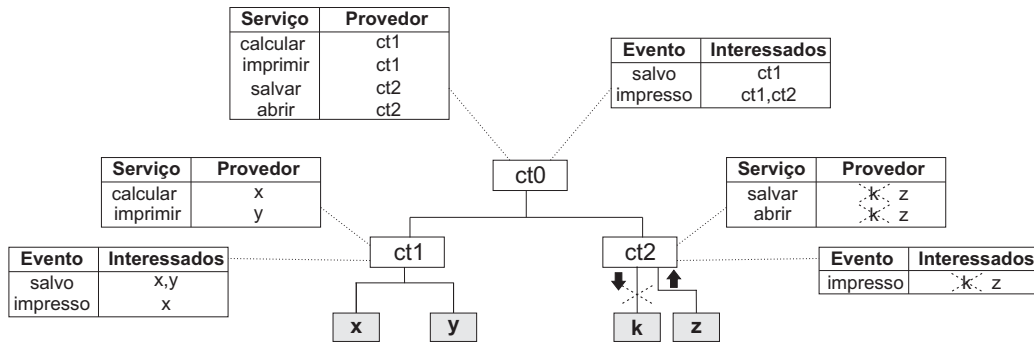 Serviço Provedor
calcular ct1
imprimir ct1
salvar ct2
abrir ct2
Evento Interessados
salvo ct1
impresso ct1,ct2
ct0
Serviço Provedor
calcular x
imprimir y
Serviço Provedor
salvar k z
abrir k z
ct1
ct2
Evento Interessados
salvo x,y
impresso x
Evento Interessados
impresso k z
x
y
k
z